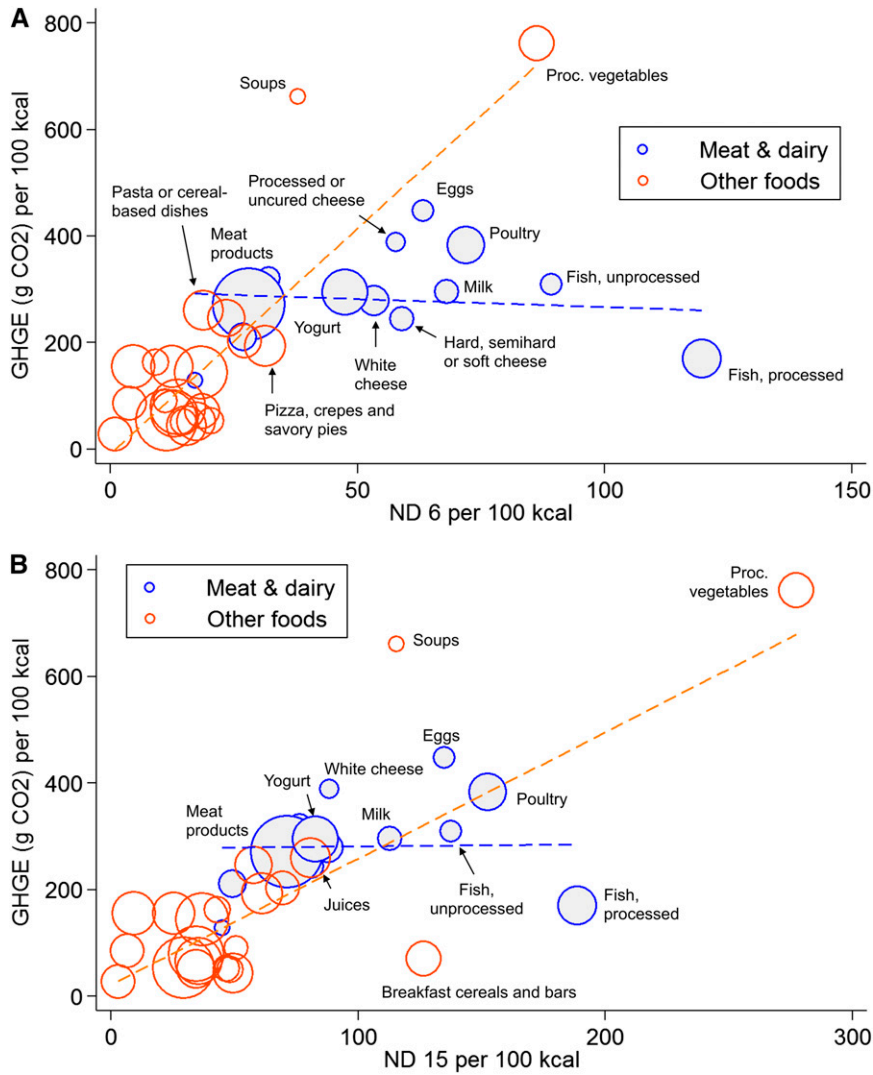 A
GHGE (g CO2) per 100 kcal
800
600
400
200
0
Soups
Proc. vegetables
Meat & dairy
Other foods
Pasta or cereal-
based dishes
Processed or
uncured cheese
Eggs
Meat
products
Poultry
Milk
Fish, unprocessed
Yogurt
White
cheese
Hard, semihard
or soft cheese
Fish, processed
Pizza, crepes and
savory pies
0
50
100
150
ND 6 per 100 kcal
B
GHGE (g CO2) per 100 kcal
800
600
400
200
0
Meat & dairy
Other foods
Proc.
vegetables
Soups
Eggs
Yogurt
White cheese
Meat
products
Milk
Poultry
Juices
Fish,
unprocessed
Fish,
processed
Breakfast cereals and bars
0
100
200
300
ND 15 per 100 kcal